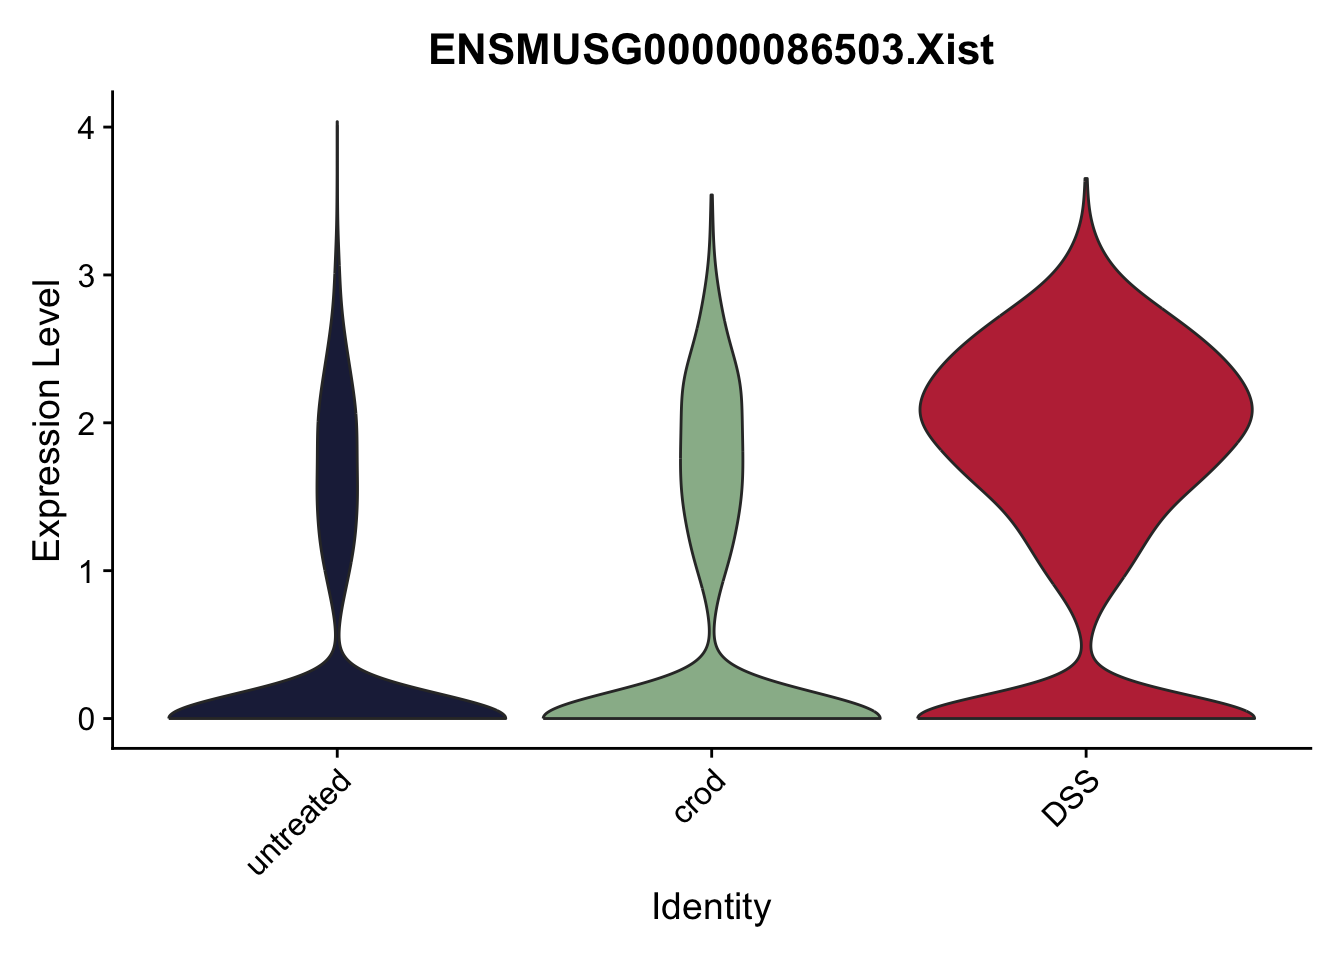 ENSMUSG00000086503.Xist
Expression Level
4
3
2
1
0
untreated
crod
DSS
Identity